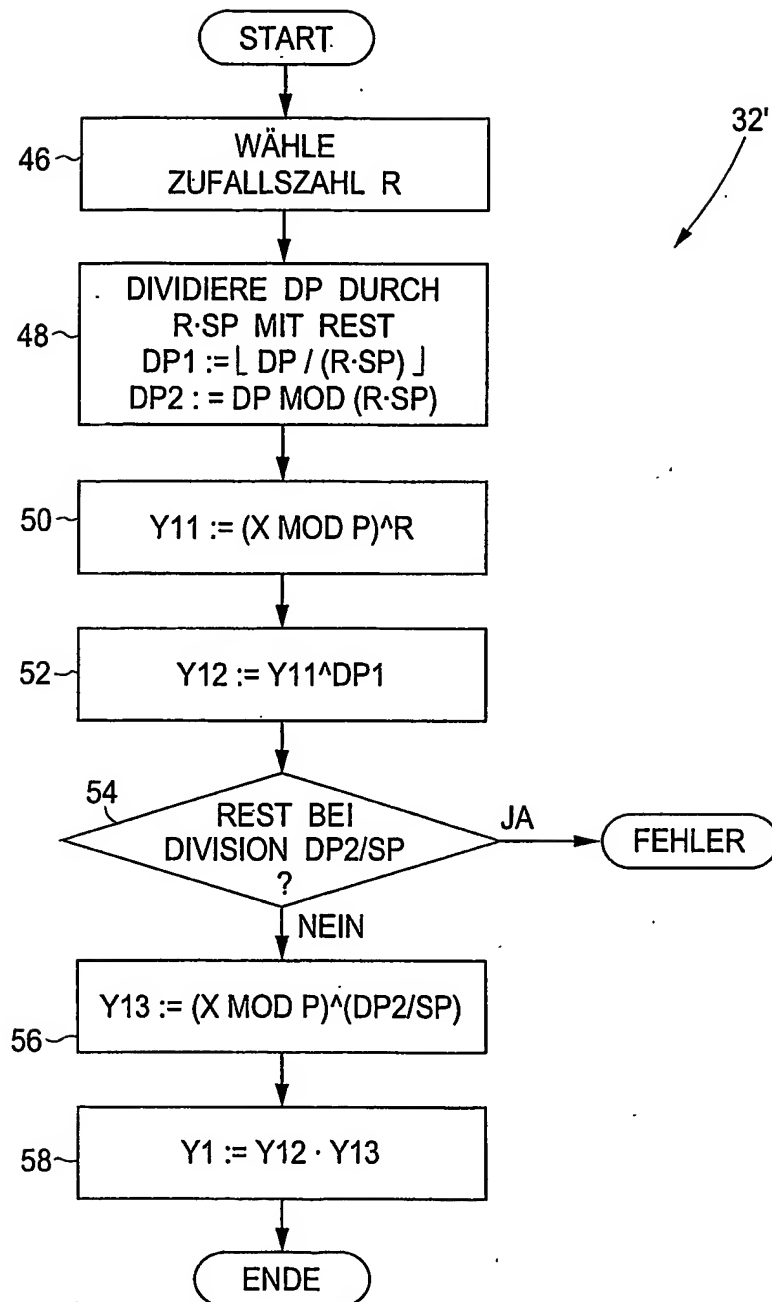 START
32'
46
WÄHLE
ZUFALLSZAHL R
48
DIVIDIERE DP DURCH
R·SP MIT REST
DP1 := ⌊ DP / (R·SP) ⌋
DP2 : = DP MOD (R·SP)
50
Y11 := (X MOD P)^R
52
Y12 := Y11^DP1
54
REST BEI
DIVISION DP2/SP
?
JA
FEHLER
NEIN
56
Y13 := (X MOD P)^(DP2/SP)
58
Y1 := Y12 · Y13
ENDE